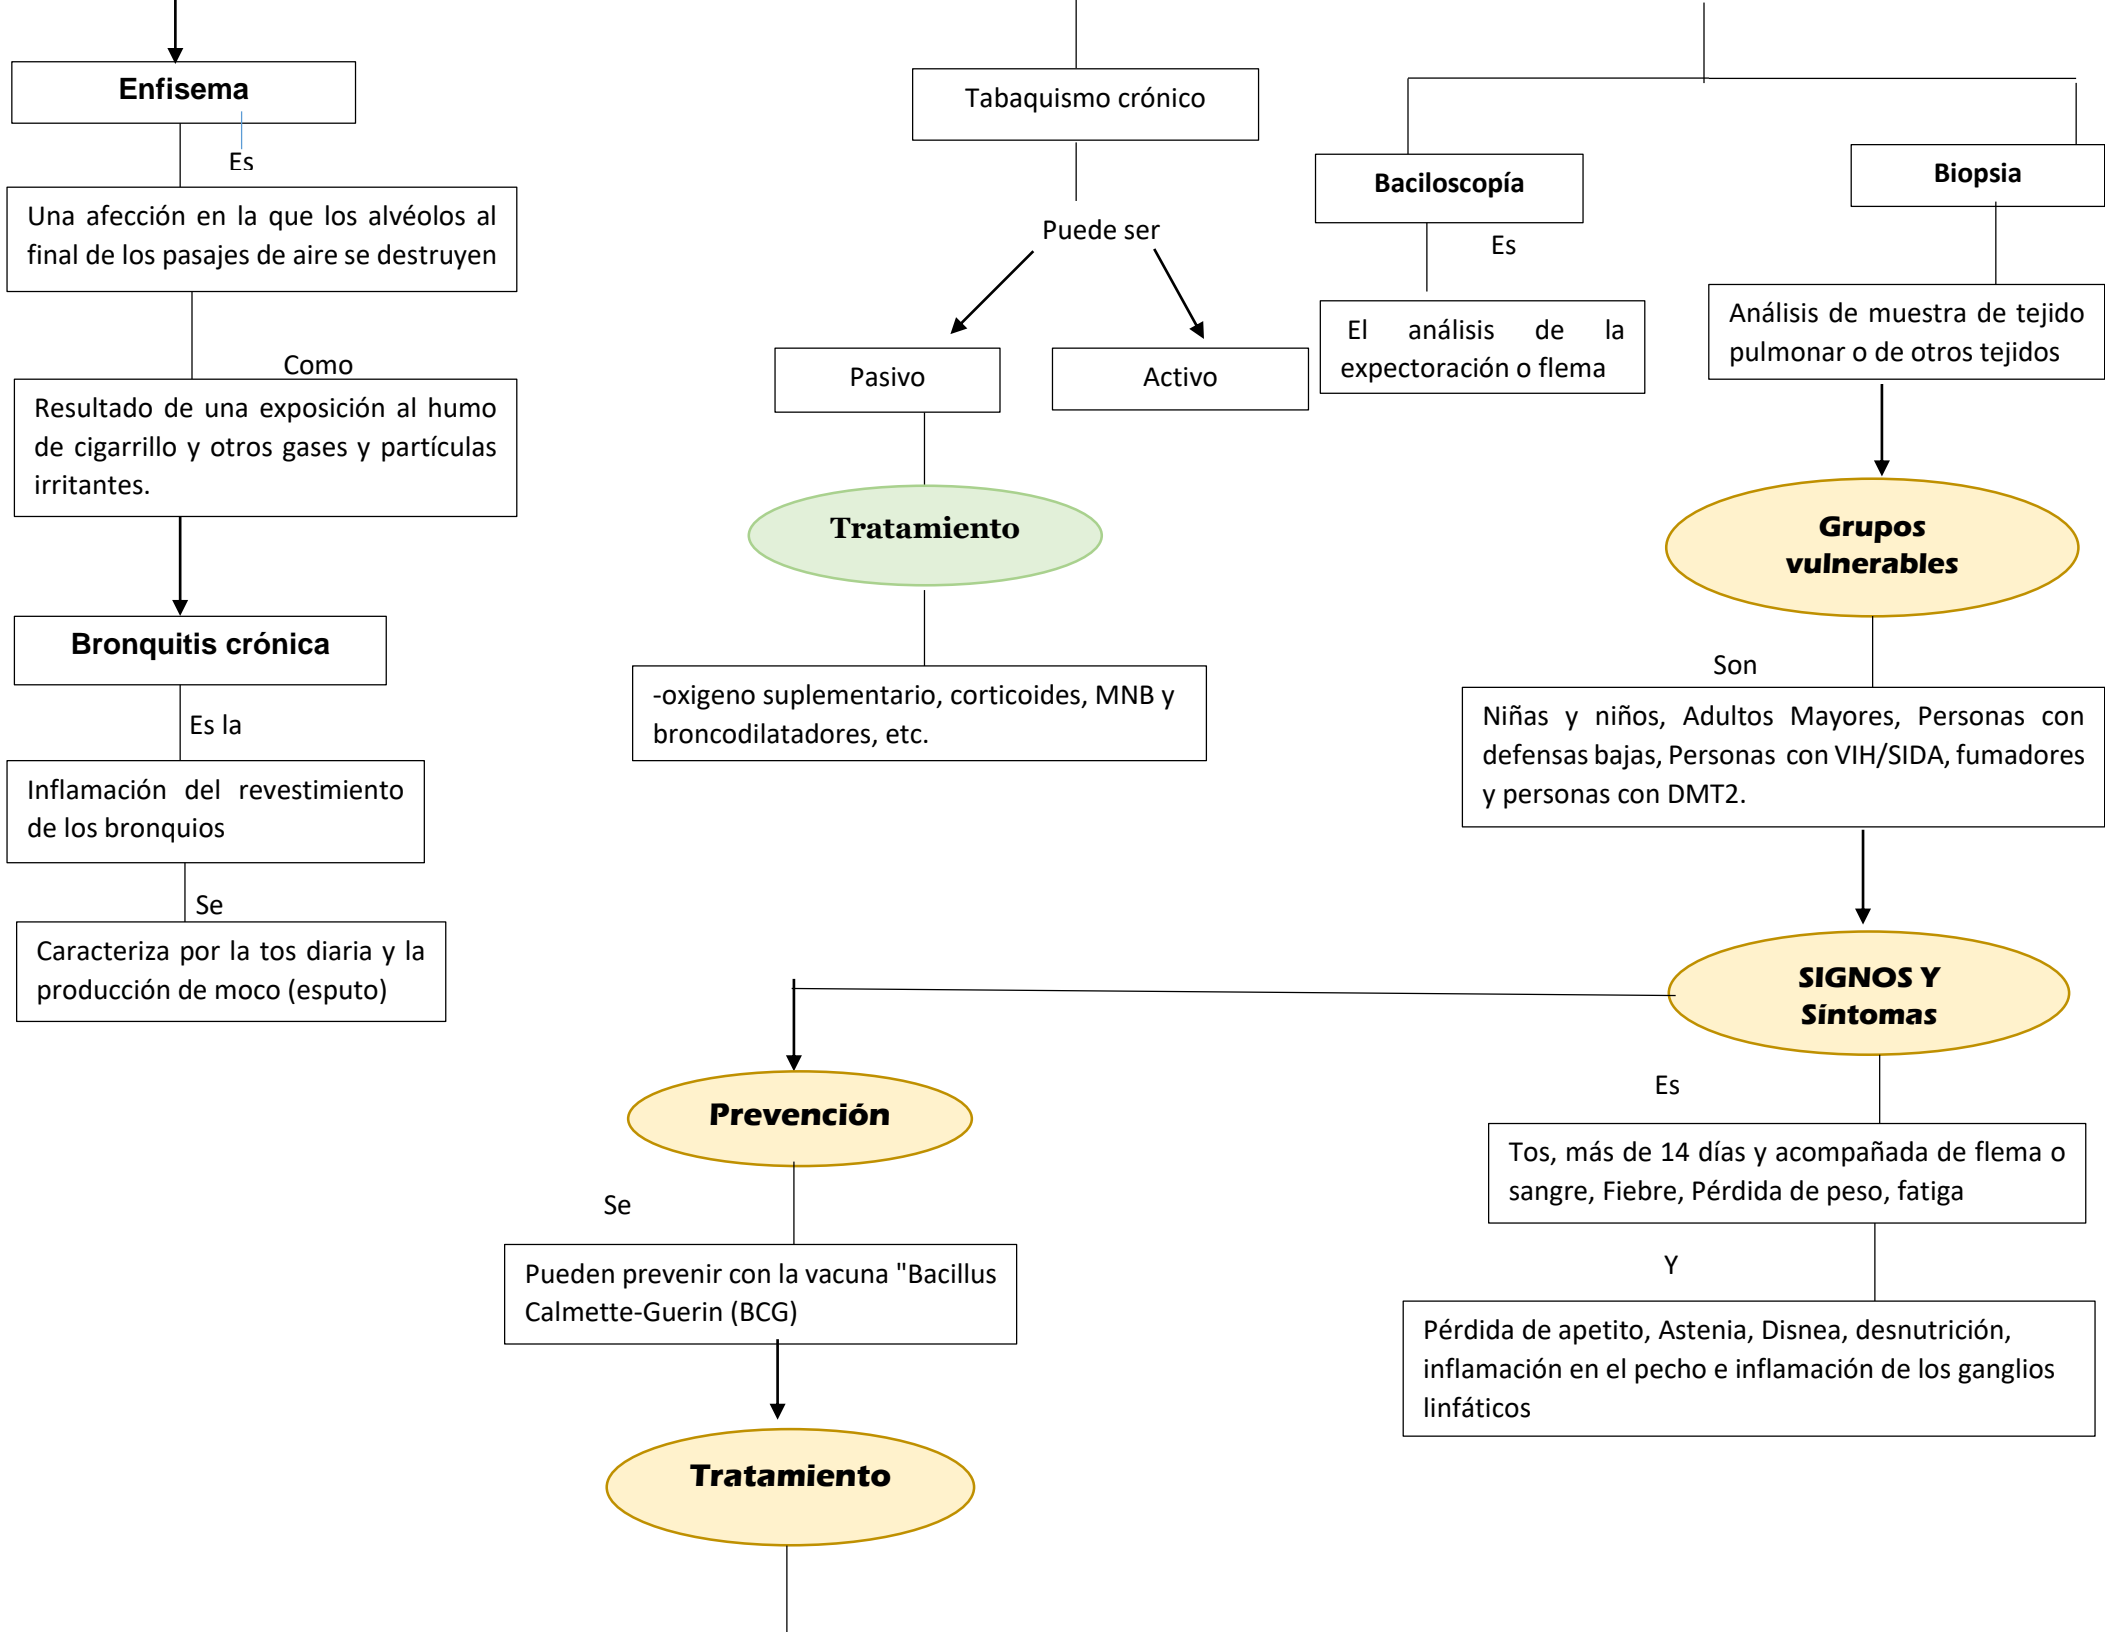 Enfisema
Es
Una afección en la que los alvéolos al
final de los pasajes de aire se destruyen
Como
Resultado de una exposición al humo
de cigarrillo y otros gases y partículas
irritantes.
Bronquitis crónica
Es la
Inflamación del revestimiento
de los bronquios
Se
Caracteriza por la tos diaria y la
producción de moco (esputo)
Tabaquismo crónico
Puede ser
Pasivo
Activo
Tratamiento
-oxigeno suplementario, corticoides, MNB y
broncodilatadores, etc.
Baciloscopía
Es
El análisis de la
expectoración o flema
Biopsia
Análisis de muestra de tejido
pulmonar o de otros tejidos
Grupos
vulnerables
Son
Niñas y niños, Adultos Mayores, Personas con
defensas bajas, Personas con VIH/SIDA, fumadores
y personas con DMT2.
SIGNOS Y
Síntomas
Es
Tos, más de 14 días y acompañada de flema o
sangre, Fiebre, Pérdida de peso, fatiga
Y
Pérdida de apetito, Astenia, Disnea, desnutrición,
inflamación en el pecho e inflamación de los ganglios
linfáticos
Prevención
Se
Pueden prevenir con la vacuna "Bacillus
Calmette-Guerin (BCG)
Tratamiento